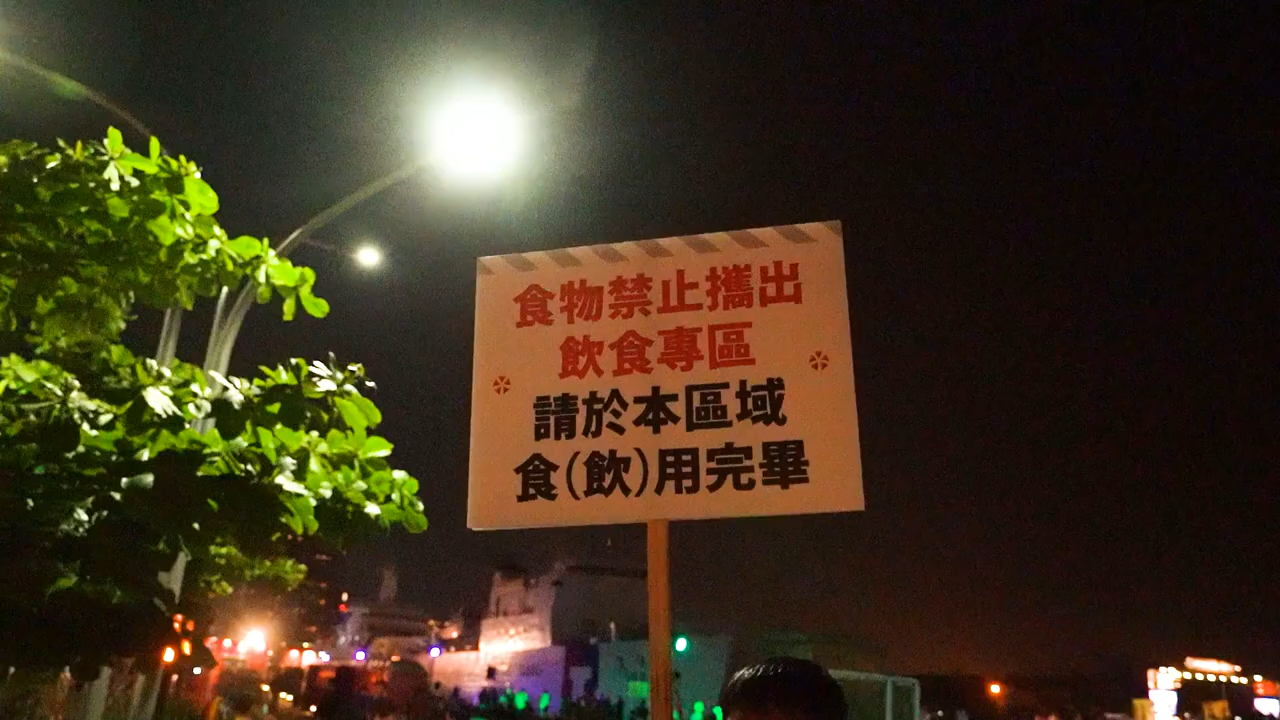 食物禁止攜出
飲食專區
請於本區域
食(飲)用完畢